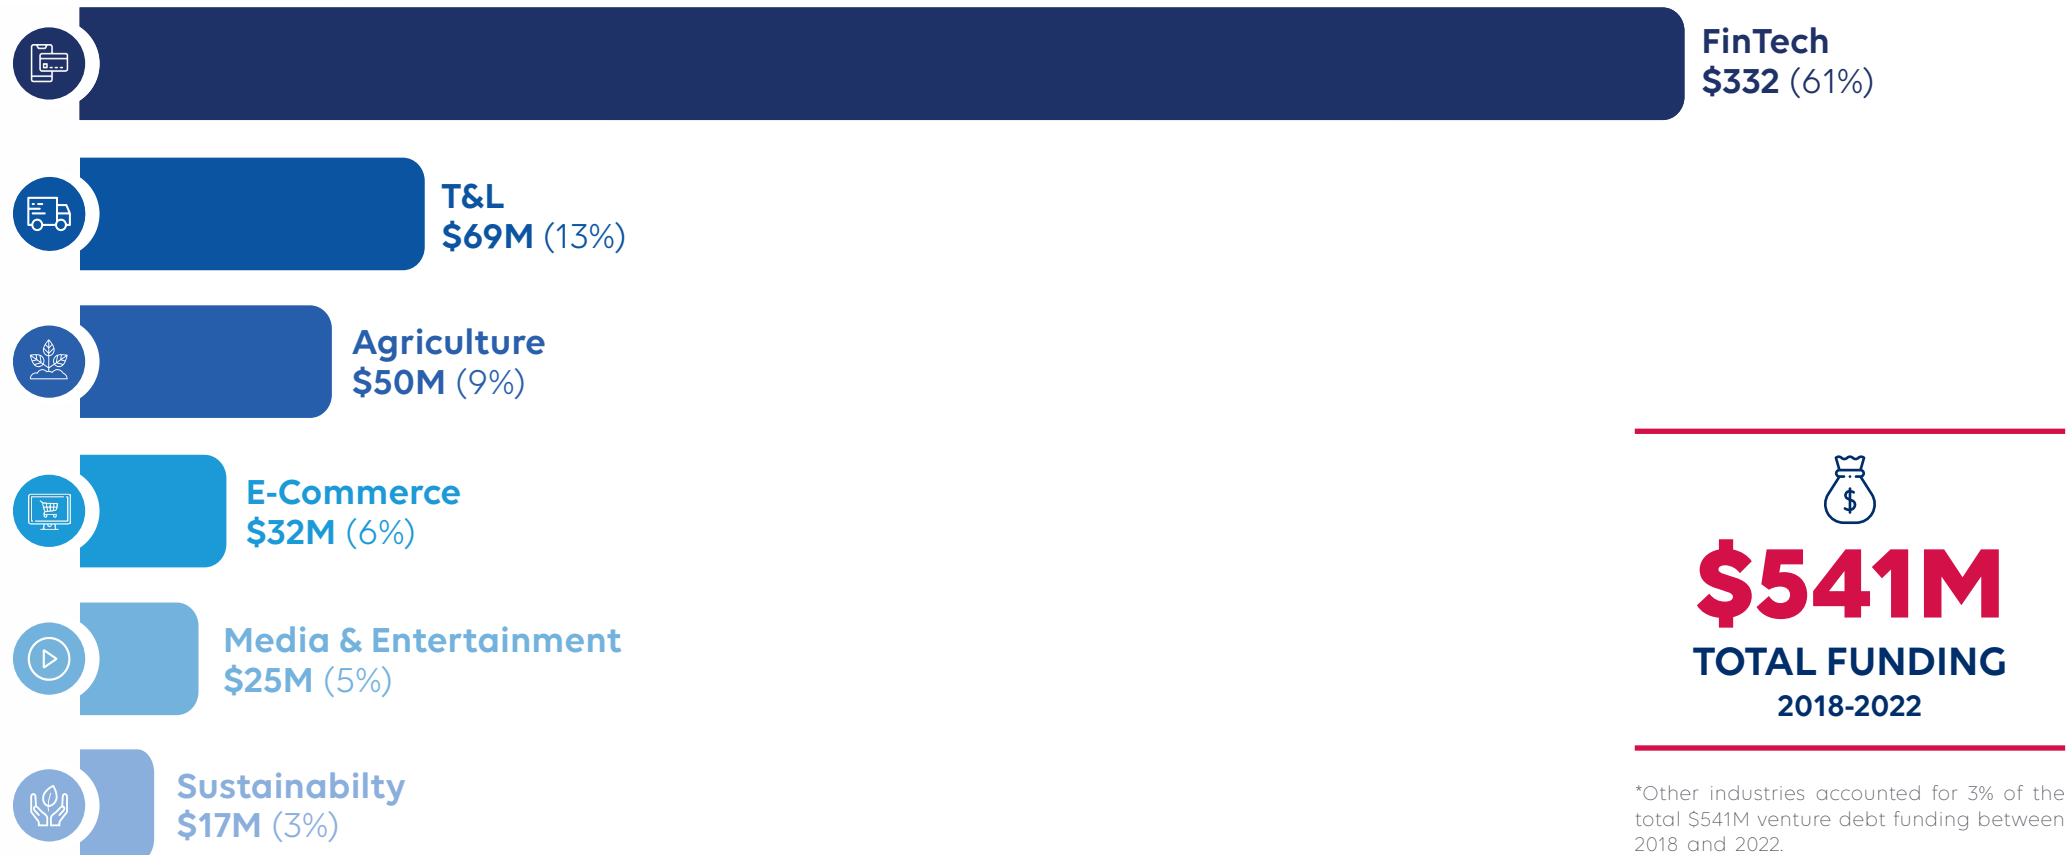 FinTech
$332 (61%)
T&L
$69M (13%)
Agriculture
$50M (9%)
E-Commerce
$32M (6%)
Media & Entertainment
$25M (5%)
Sustainabilty
$17M (3%)
$
$541M
TOTAL FUNDING
2018-2022
*Other industries accounted for 3% of the
total $541M venture debt funding between
2018 and 2022.